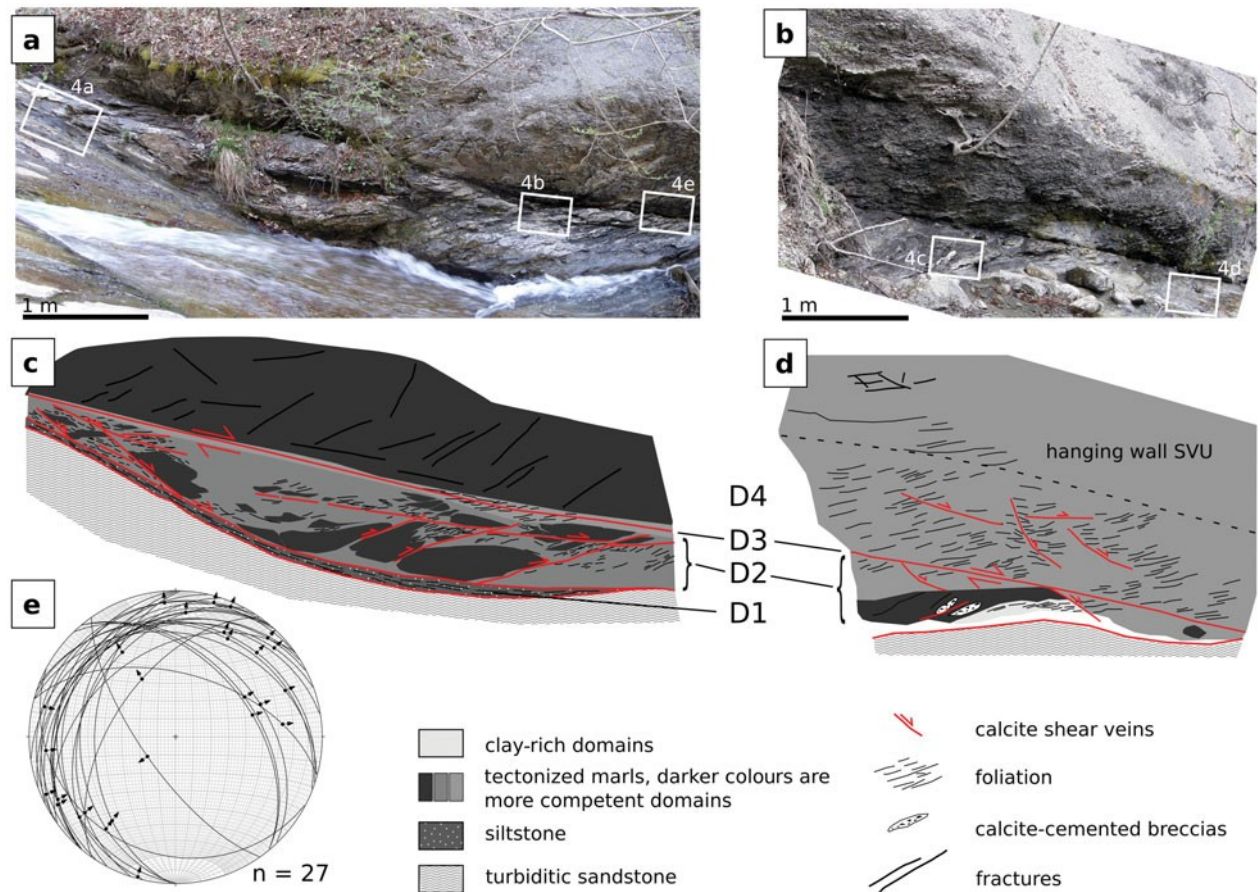 a
4a
4b
4e
1 m
b
4c
4d
1 m
c
d
hanging wall SVU
D4
D3
D2
D1
e
n = 27
clay-rich domains
tectonized marls, darker colours are
more competent domains
siltstone
turbiditic sandstone
calcite shear veins
foliation
calcite-cemented breccias
fractures